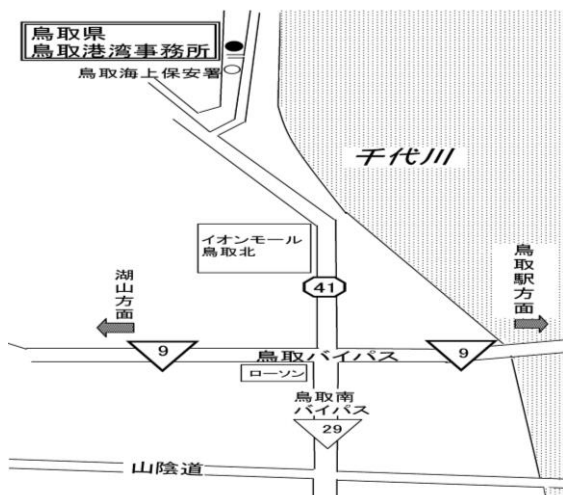 鳥取県
鳥取港湾事務所
鳥取海上保安署
千代川
イオンモール
鳥取北
湖山方面
鳥取駅方面
41
9
9
鳥取バイパス
ローソン
鳥取南
バイパス
29
山陰道